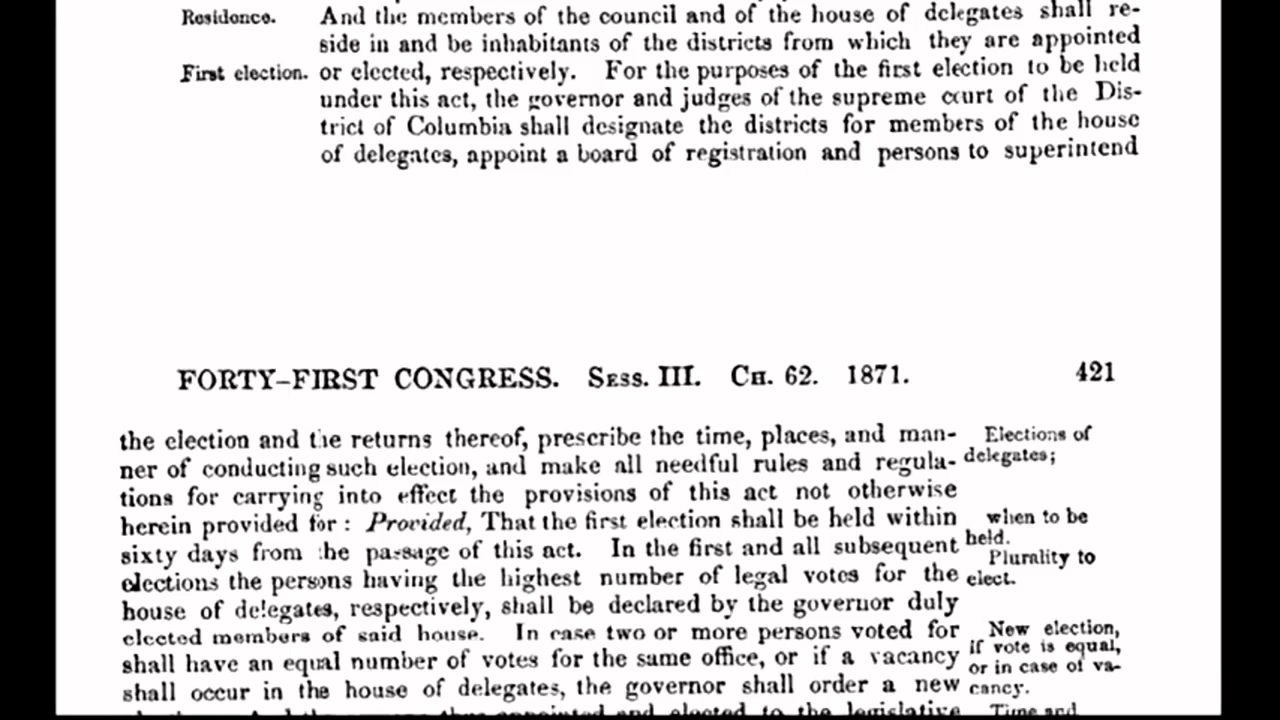 Residence. And the members of the council and of the house of delegates shall re-
side in and be inhabitants of the districts from which they are appointed
First election. or elected, respectively. For the purposes of the first election to be held
under this act, the governor and judges of the supreme court of the Dis-
trict of Columbia shall designate the districts for members of the house
of delegates, appoint a board of registration and persons to superintend
FORTY-FIRST CONGRESS. SESS. III. CH. 62. 1871. 421
the election and the returns thereof, prescribe the time, places, and man-
ner of conducting such election, and make all needful rules and regula-
tions for carrying into effect the provisions of this act not otherwise
herein provided for: Provided, That the first election shall be held within
sixty days from the passage of this act. In the first and all subsequent
elections the persons having the highest number of legal votes for the
house of delegates, respectively, shall be declared by the governor duly
elected members of said house. In case two or more persons voted for
shall have an equal number of votes for the same office, or if a vacancy
shall occur in the house of delegates, the governor shall order a new
appointed and elected to the legislative
Elections of
delegates;
when to be
held.
Plurality to
elect.
New election,
if vote is equal,
or in case of va-
cancy.
Time and